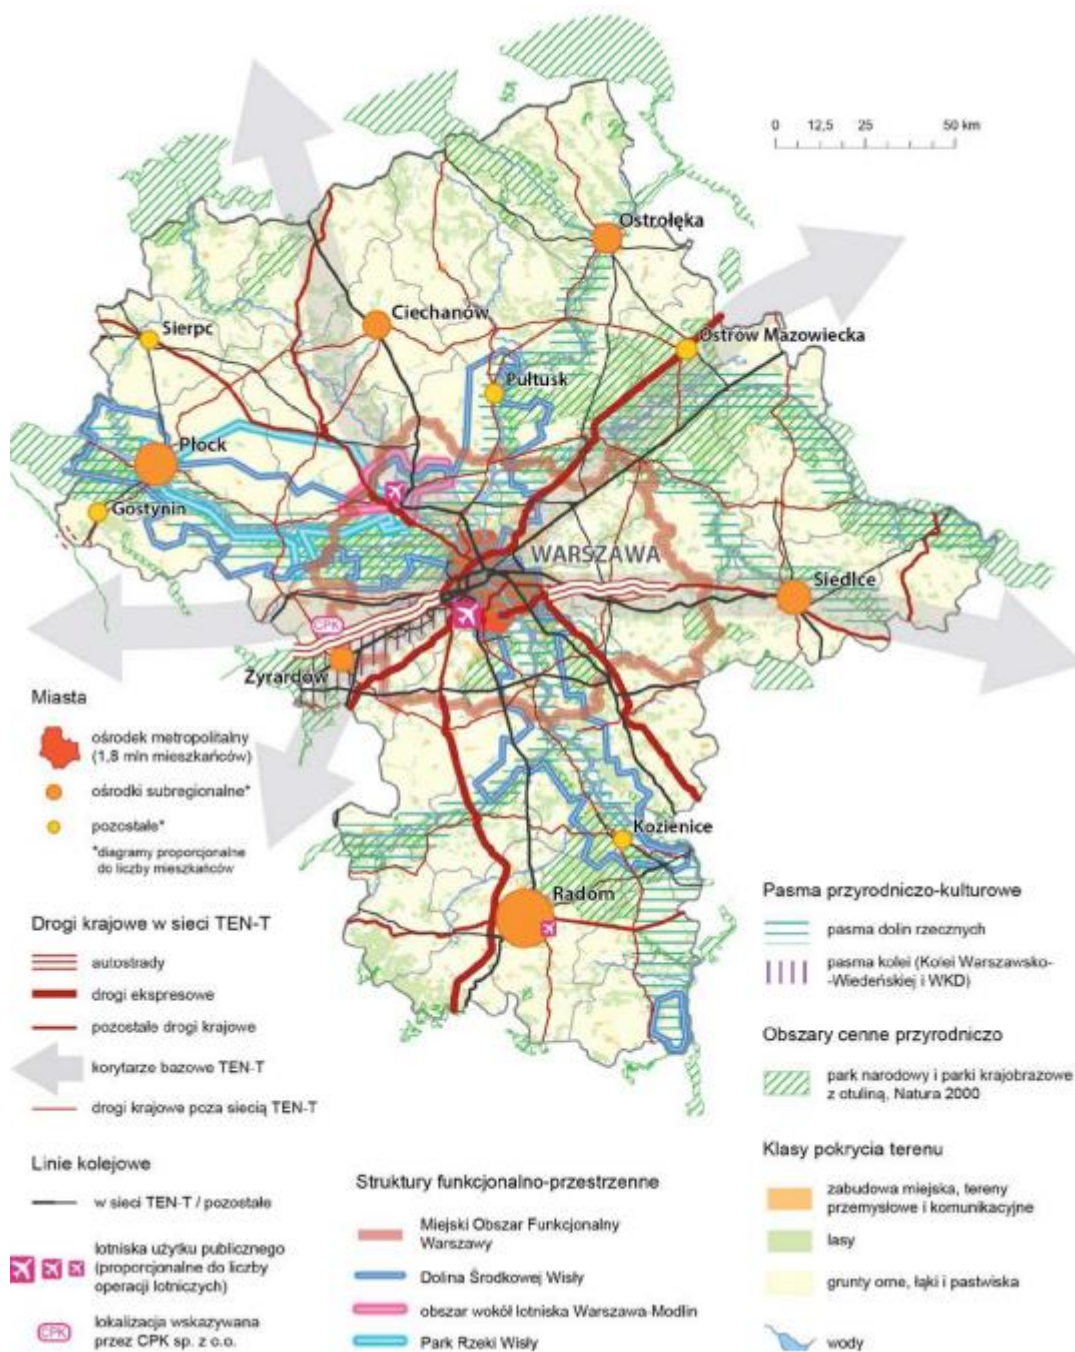 0 12,5 25 50 km
Ostrołęka
Ciechanów
Sierpc
Ostrów Mazowiecka
Pułtusk
Płock
Gostynin
WARSZAWA
Siedlce
CPK
Żyrardów
Kozienice
Radom
Miasta
ośrodek metropolitalny
(1,8 mln mieszkańców)
ośrodki subregionalne*
pozostałe*
*diagramy proporcjonalne
do liczby mieszkańców
Drogi krajowe w sieci TEN-T
autostrady
drogi ekspresowe
pozostałe drogi krajowe
korytarze bazowe TEN-T
drogi krajowe poza siecią TEN-T
Linie kolejowe
w sieci TEN-T / pozostałe
lotniska użytku publicznego
(proporcjonalne do liczby
operacji lotniczych)
CPK
lokalizacja wskazywana
przez CPK sp. z o.o.
Struktury funkcjonalno-przestrzenne
Miejski Obszar Funkcjonalny
Warszawy
Dolina Środkowej Wisły
obszar wokół lotniska Warszawa-Modlin
Park Rzeki Wisły
Pasma przyrodniczo-kulturowe
pasma dolin rzecznych
pasma kolei (Kolei Warszawsko-
-Wiedeńskiej i WKD)
Obszary cenne przyrodniczo
park narodowy i parki krajobrazowe
z otuliną, Natura 2000
Klasy pokrycia terenu
zabudowa miejska, tereny
przemysłowe i komunikacyjne
lasy
grunty orne, łąki i pastwiska
wody